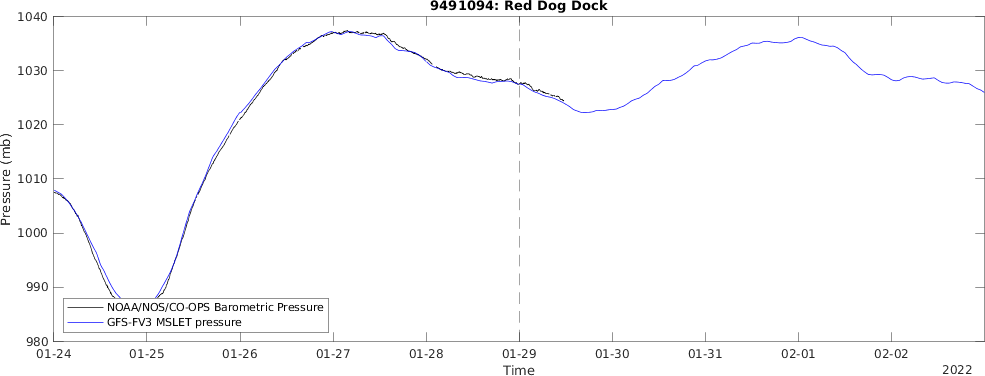 9491094: Red Dog Dock
1040
1030
1020
1010
1000
990
980
Pressure (mb)
NOAA/NOS/CO-OPS Barometric Pressure
GFS-FV3 MSLET pressure
01-24 01-25 01-26 01-27 01-28 01-29 01-30 01-31 02-01 02-02
Time
2022